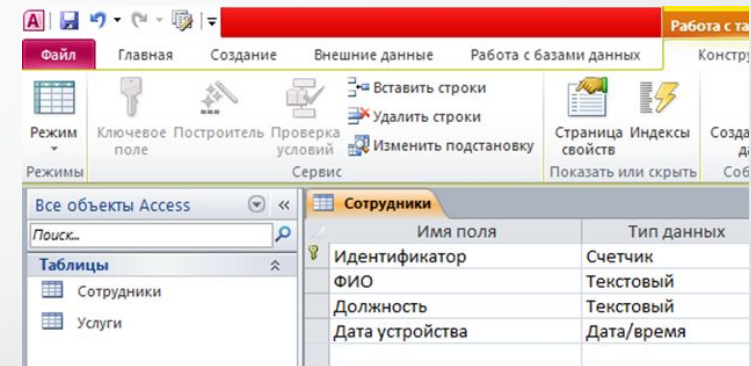 A
Работа с та
Файл Главная Создание Внешние данные Работа с базами данных Констру
Режим
Ключевое поле
Построитель
Проверка условий
Вставить строки
Удалить строки
Изменить подстановку
Страница свойств
Индексы
Созда
да
Режимы Сервис Показать или скрыть Соб
Все объекты Access
Поиск...
Таблицы
Сотрудники
Услуги
Сотрудники
Имя поля Тип данных
Идентификатор Счетчик
ФИО Текстовый
Должность Текстовый
Дата устройства Дата/время